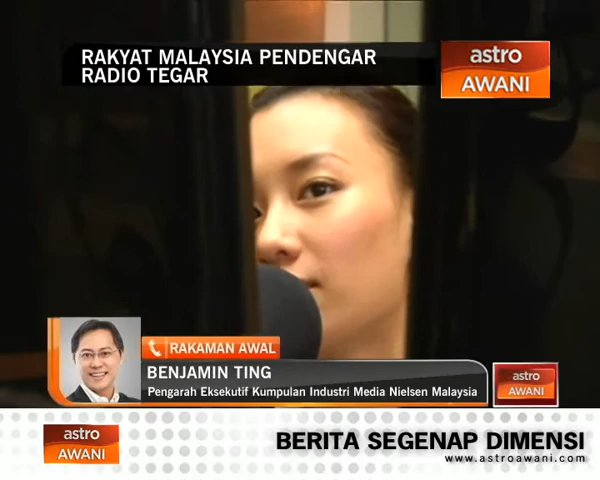 RAKYAT MALAYSIA PENDENGAR
RADIO TEGAR
astro
AWANI
RAKAMAN AWAL
BENJAMIN TING
Pengarah Eksekutif Kumpulan Industri Media Nielsen Malaysia
astro
AWANI
astro
AWANI
BERITA SEGENAP DIMENSI
www.astroawani.com